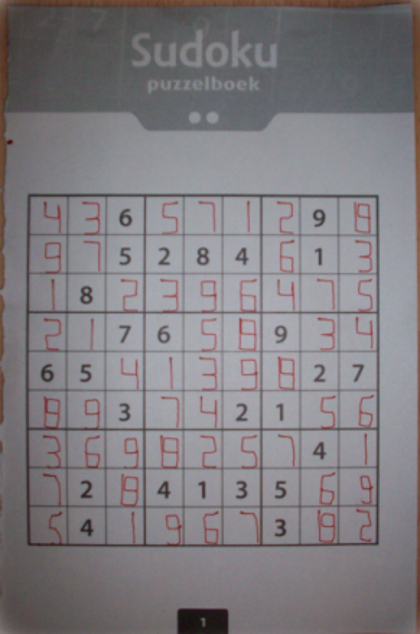 Sudoku
puzzelboek
4 3 6 5 7 1 2 9 8
9 7 5 2 8 4 6 1 3
1 8 2 3 9 6 4 7 5
2 1 7 6 5 8 9 3 4
6 5 4 1 3 9 8 2 7
8 9 3 7 4 2 1 5 6
3 6 9 8 2 5 7 4 1
7 2 8 4 1 3 5 6 9
5 4 1 9 6 7 3 8 2
1